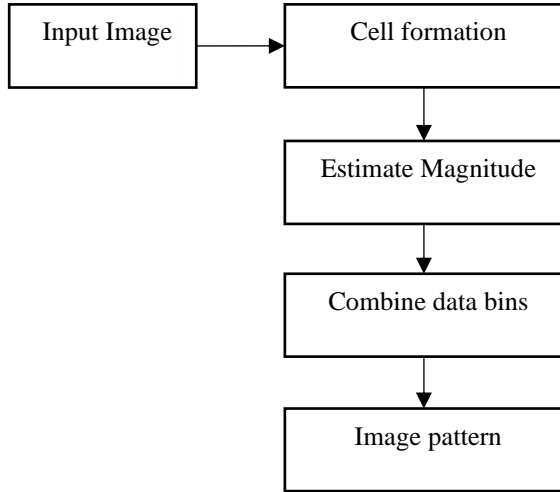 Input Image
Cell formation
Estimate Magnitude
Combine data bins
Image pattern